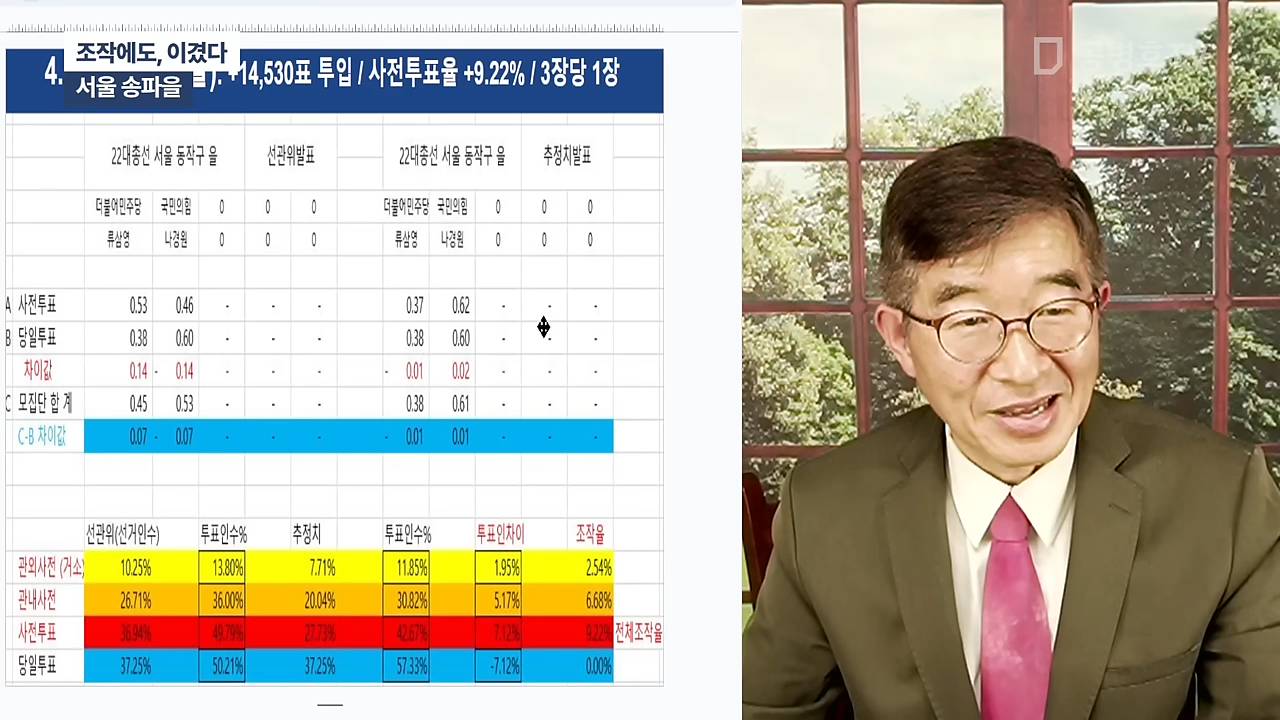 조작에도, 이겼다
서울 송파을
4. 을). +14,530표 투입 / 사전투표율 +9.22% / 3장당 1장
22대총선 서울 동작구 을 선관위발표 22대총선 서울 동작구 을 추정치발표
더불어민주당 국민의힘 0 0 0 더불어민주당 국민의힘 0 0 0
류삼영 나경원 0 0 0 류삼영 나경원 0 0 0
A 사전투표 0.53 0.46 - - - 0.37 0.62 - - -
B 당일투표 0.38 0.60 - - - 0.38 0.60 - - -
차이값 0.14 - 0.14 - - - - 0.01 0.02 - - -
C 모집단 합 계 0.45 0.53 - - - 0.38 0.61 - - -
C-B 차이값 0.07 - 0.07 - - - - 0.01 0.01 - - -
선관위(선거인수) 투표인수% 추정치 투표인수% 투표인차이 조작율
관외사전 (거소) 10.25% 13.80% 7.71% 11.85% 1.95% 2.54%
관내사전 26.71% 36.00% 20.04% 30.82% 5.17% 6.68%
사전투표 36.94% 49.79% 27.73% 42.67% 7.12% 9.22% 전체조작율
당일투표 37.25% 50.21% 37.25% 57.33% -7.12% 0.00%